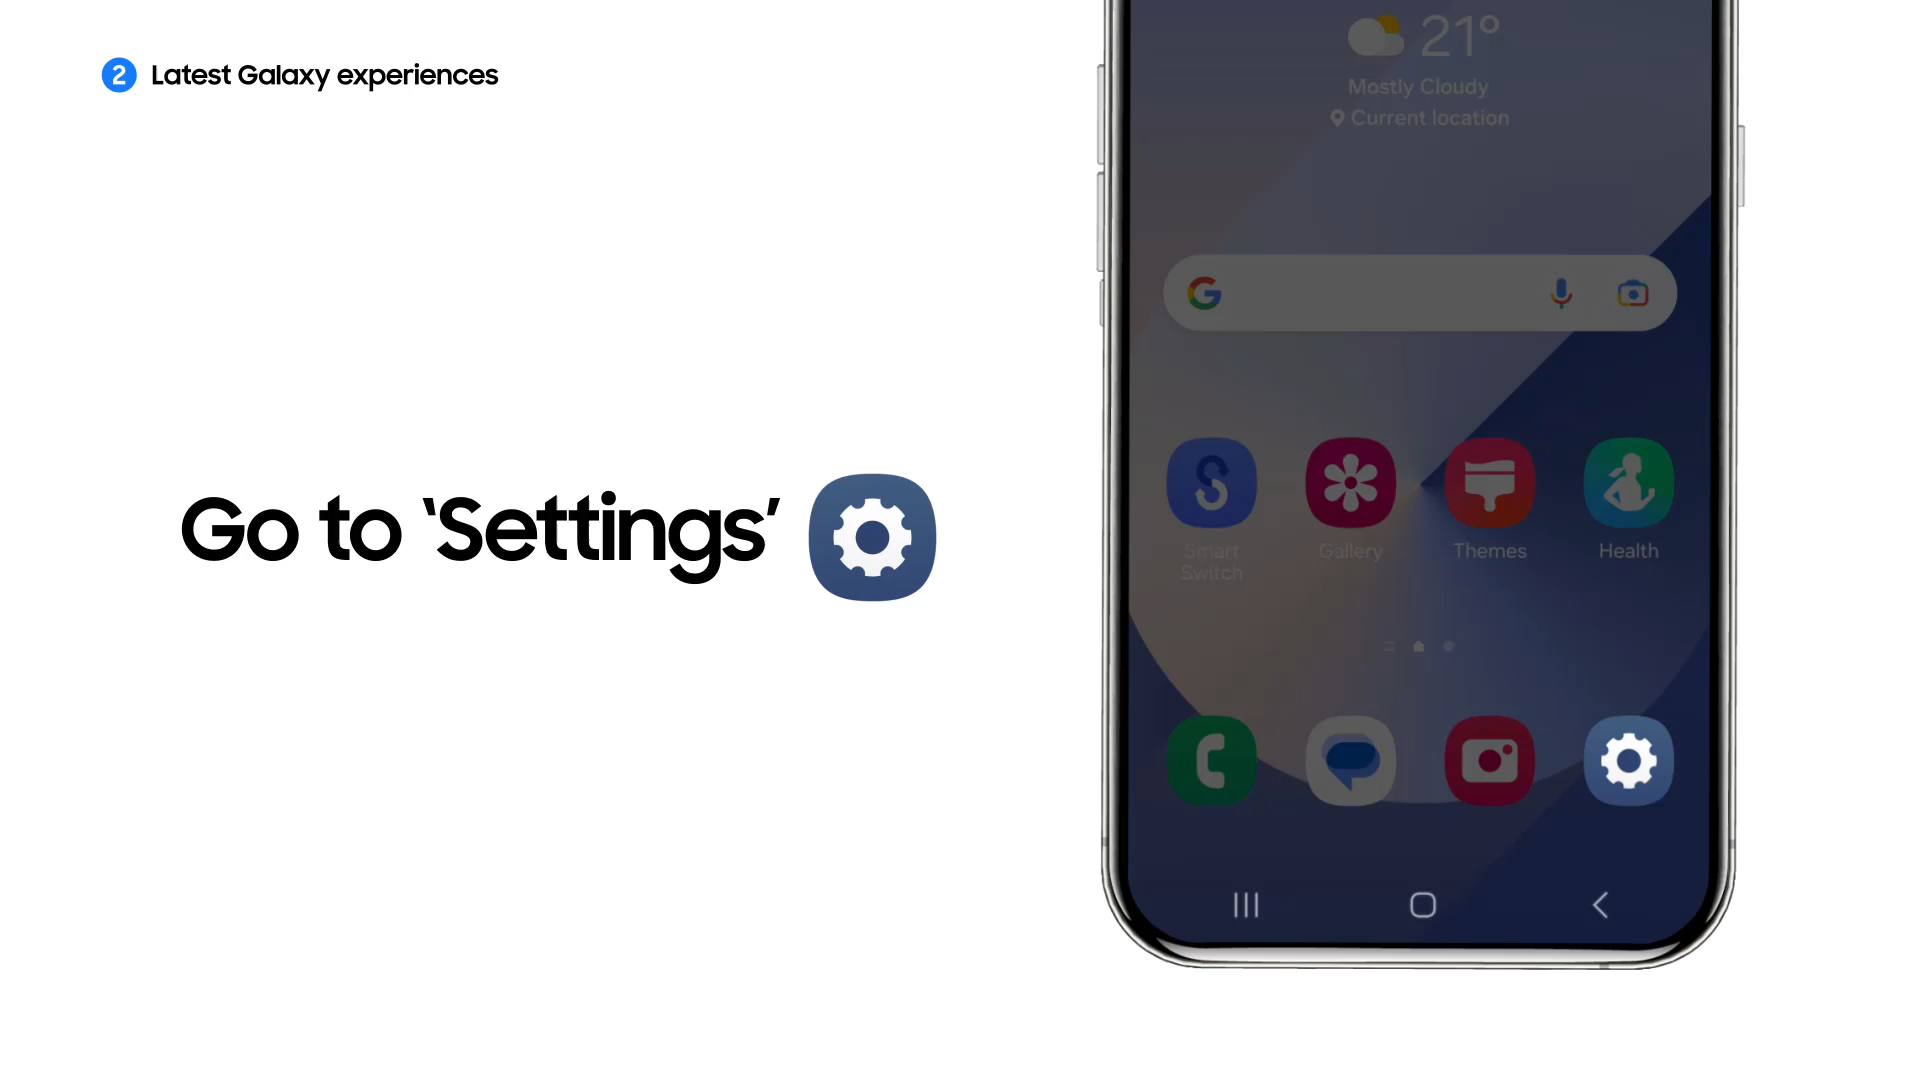 2 Latest Galaxy experiences
Go to ‘Settings’
21°
Mostly Cloudy
Current location
Smart
Switch
Gallery
Themes
Health